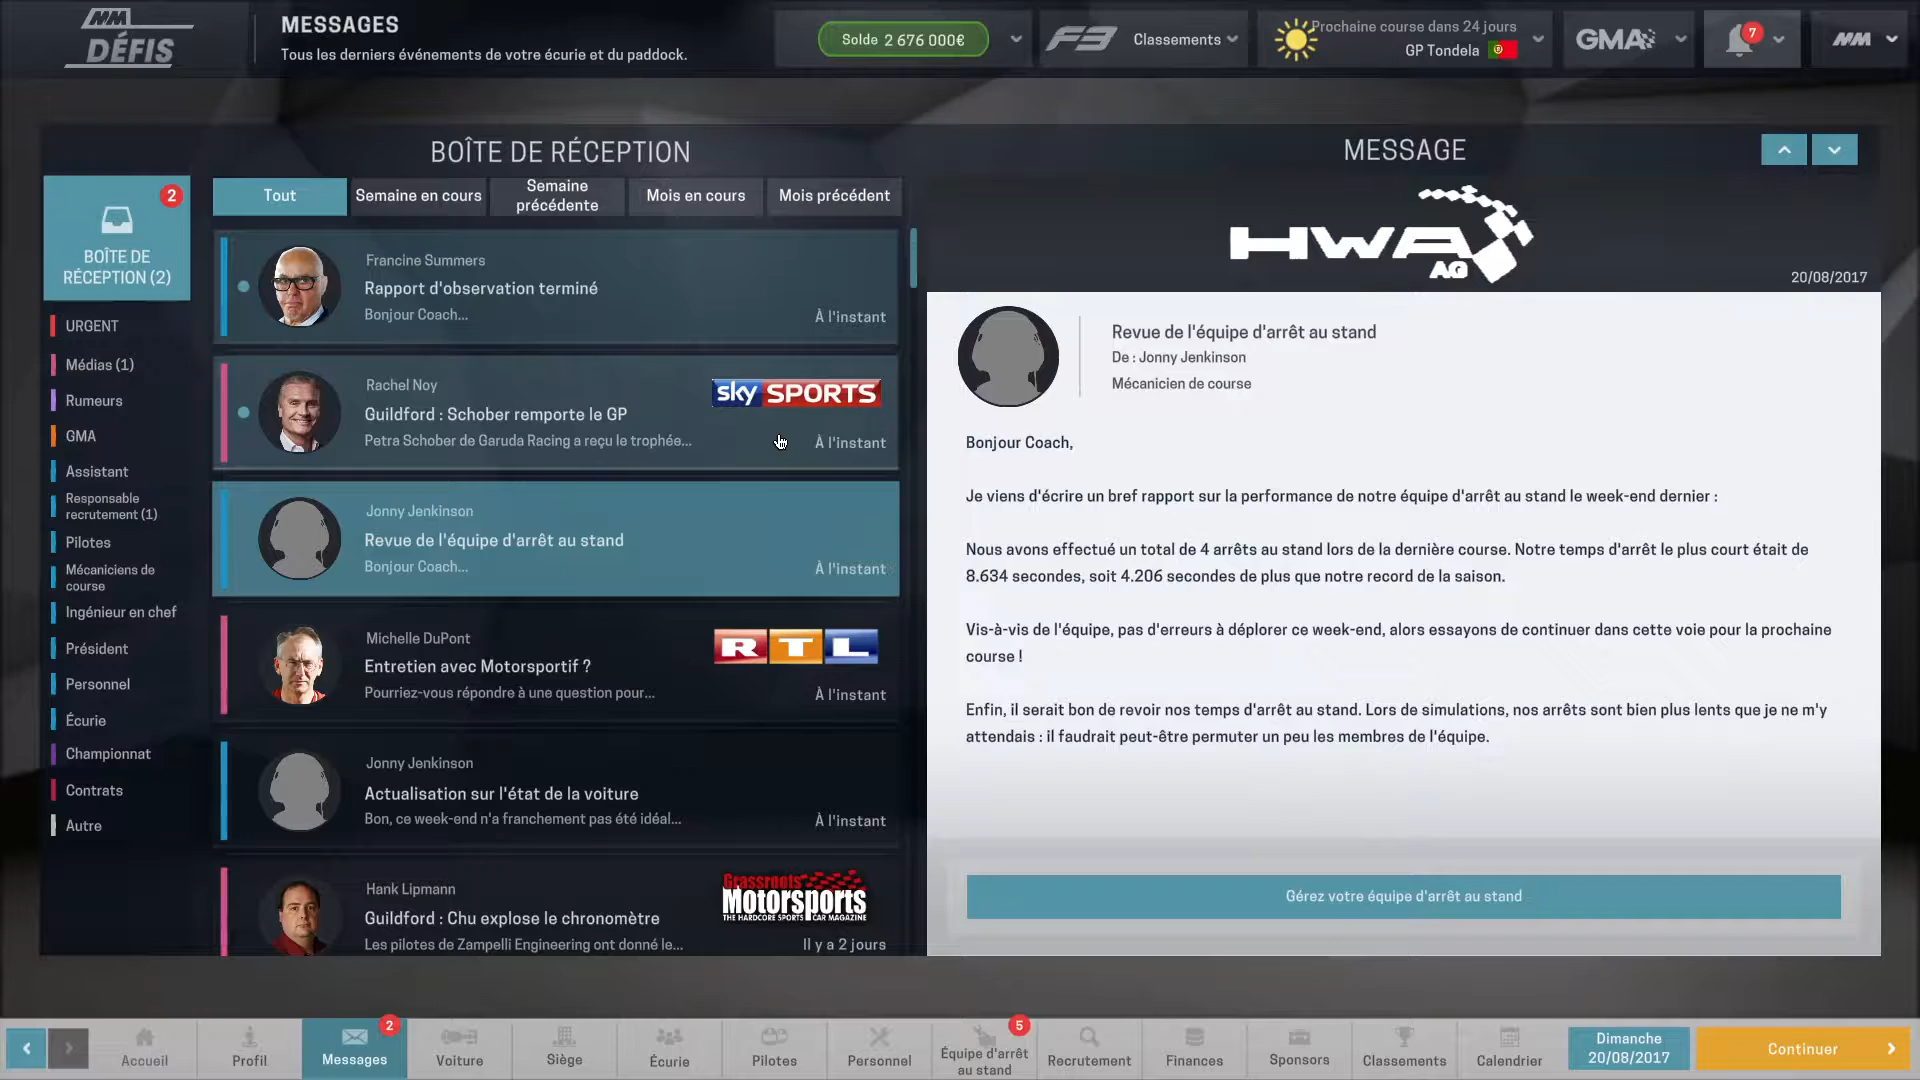 MM
DÉFIS
MESSAGES
Tous les derniers événements de votre écurie et du paddock.
Solde 2 676 000€
F3
Classements
Prochaine course dans 24 jours
GP Tondela
GMA
7
MM
BOÎTE DE RÉCEPTION
MESSAGE
2
BOÎTE DE
RÉCEPTION (2)
Tout
Semaine en cours
Semaine
précédente
Mois en cours
Mois précédent
URGENT
Médias (1)
Rumeurs
GMA
Assistant
Responsable
recrutement (1)
Pilotes
Mécaniciens de
course
Ingénieur en chef
Président
Personnel
Écurie
Championnat
Contrats
Autre
Francine Summers
Rapport d'observation terminé
Bonjour Coach...
À l'instant
Rachel Noy
sky SPORTS
Guildford : Schober remporte le GP
Petra Schober de Garuda Racing a reçu le trophée...
À l'instant
Jonny Jenkinson
Revue de l'équipe d'arrêt au stand
Bonjour Coach...
À l'instant
Michelle DuPont
RTL
Entretien avec Motorsportif ?
Pourriez-vous répondre à une question pour...
À l'instant
Jonny Jenkinson
Actualisation sur l'état de la voiture
Bon, ce week-end n'a franchement pas été idéal...
À l'instant
Hank Lipmann
Grassroots
Motorsports
THE HARDCORE SPORTS CAR MAGAZINE
Guildford : Chu explose le chronomètre
Les pilotes de Zampelli Engineering ont donné le...
Il y a 2 jours
HWA
AG
20/08/2017
Revue de l'équipe d'arrêt au stand
De : Jonny Jenkinson
Mécanicien de course
Bonjour Coach,
Je viens d'écrire un bref rapport sur la performance de notre équipe d'arrêt au stand le week-end dernier :
Nous avons effectué un total de 4 arrêts au stand lors de la dernière course. Notre temps d'arrêt le plus court était de
8.634 secondes, soit 4.206 secondes de plus que notre record de la saison.
Vis-à-vis de l'équipe, pas d'erreurs à déplorer ce week-end, alors essayons de continuer dans cette voie pour la prochaine
course !
Enfin, il serait bon de revoir nos temps d'arrêt au stand. Lors de simulations, nos arrêts sont bien plus lents que je ne m'y
attendais : il faudrait peut-être permuter un peu les membres de l'équipe.
Gérez votre équipe d'arrêt au stand
Accueil
Profil
2
Messages
Voiture
Siège
Écurie
Pilotes
Personnel
5
Équipe d'arrêt
au stand
Recrutement
Finances
Sponsors
Classements
Calendrier
Dimanche
20/08/2017
Continuer